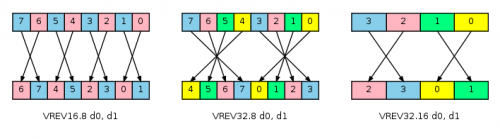 7 6 5 4 3 2 1 0
6 7 4 5 2 3 0 1
VREV16.8 d0, d1
7 6 5 4 3 2 1 0
4 5 6 7 0 1 2 3
VREV32.8 d0, d1
3 2 1 0
2 3 0 1
VREV32.16 d0, d1